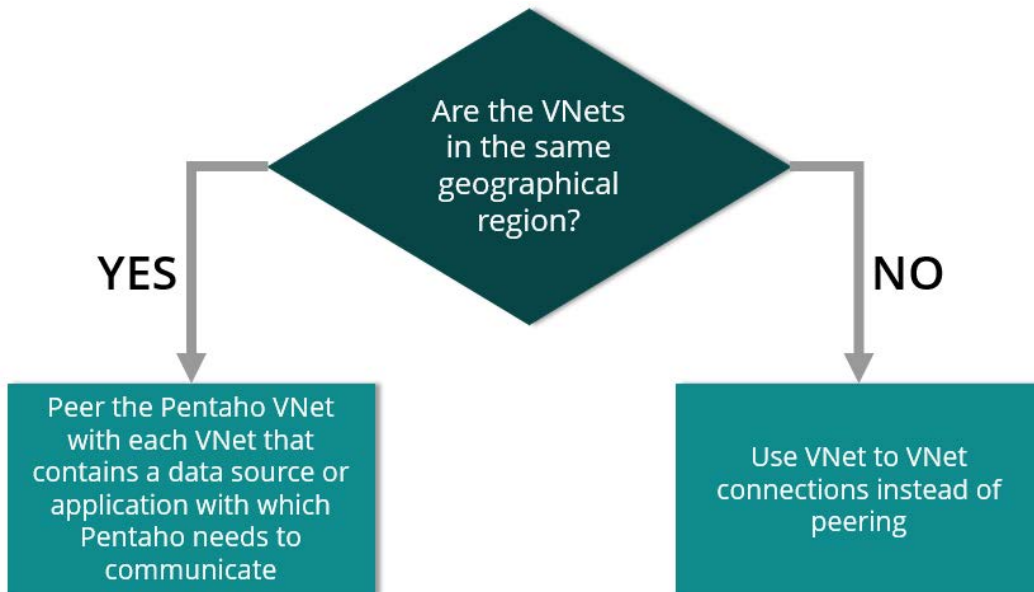 Are the VNets
in the same
geographical
region?
YES
NO
Peer the Pentaho VNet
with each VNet that
contains a data source or
application with which
Pentaho needs to
communicate
Use VNet to VNet
connections instead of
peering